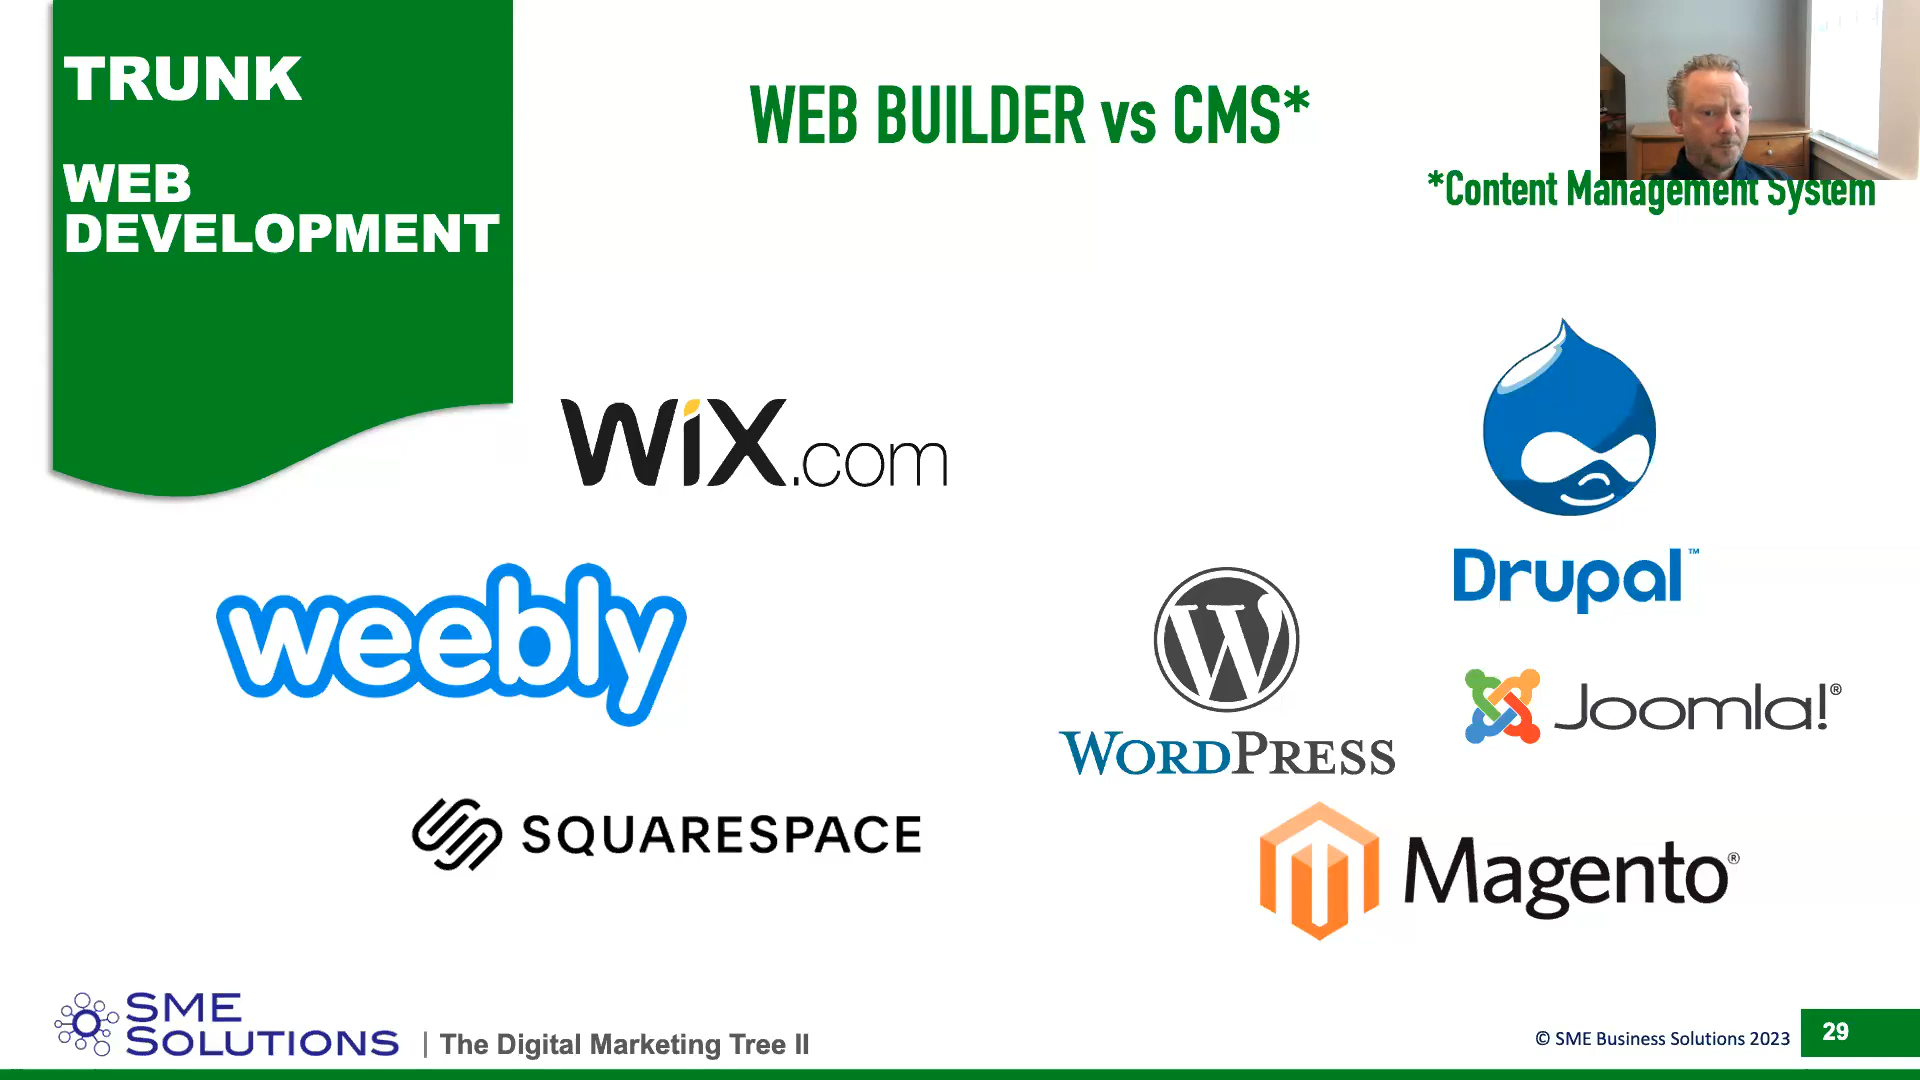 TRUNK
WEB
DEVELOPMENT
WEB BUILDER vs CMS*
*Content Management System
WiX.com
weebly
SQUARESPACE
Drupal™
WORDPRESS
Joomla!®
Magento®
SME
SOLUTIONS
| The Digital Marketing Tree II
© SME Business Solutions 2023
29